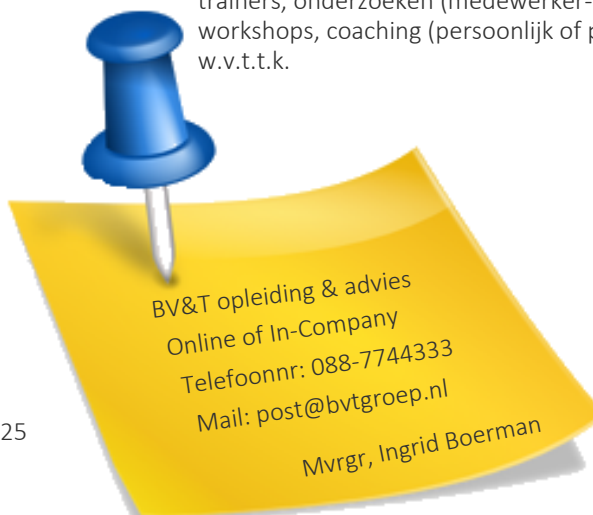 trainers, onderzoeken (medewerker-
workshops, coaching (persoonlijk of p
w.v.t.t.k.
BV&T opleiding & advies
Online of In-Company
Telefoonnr: 088-7744333
Mail: post@bvtgroep.nl
25
Mvrgr, Ingrid Boerman